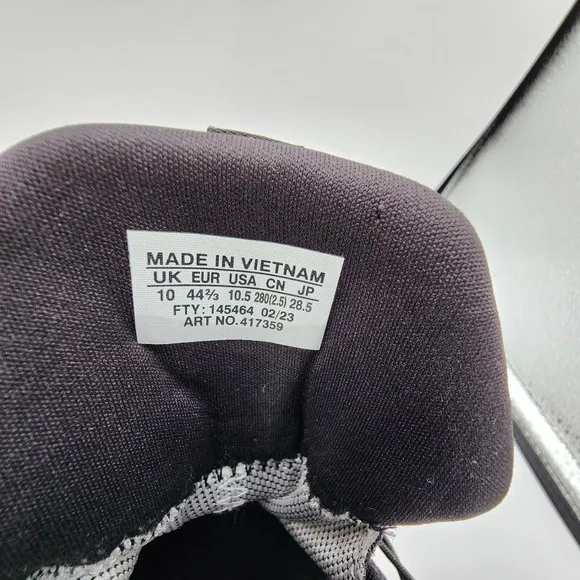 MADE IN VIETNAM
UK EUR USA CN JP
10 44⅔ 10.5 280(2.5) 28.5
FTY: 145464 02/23
ART NO.417359